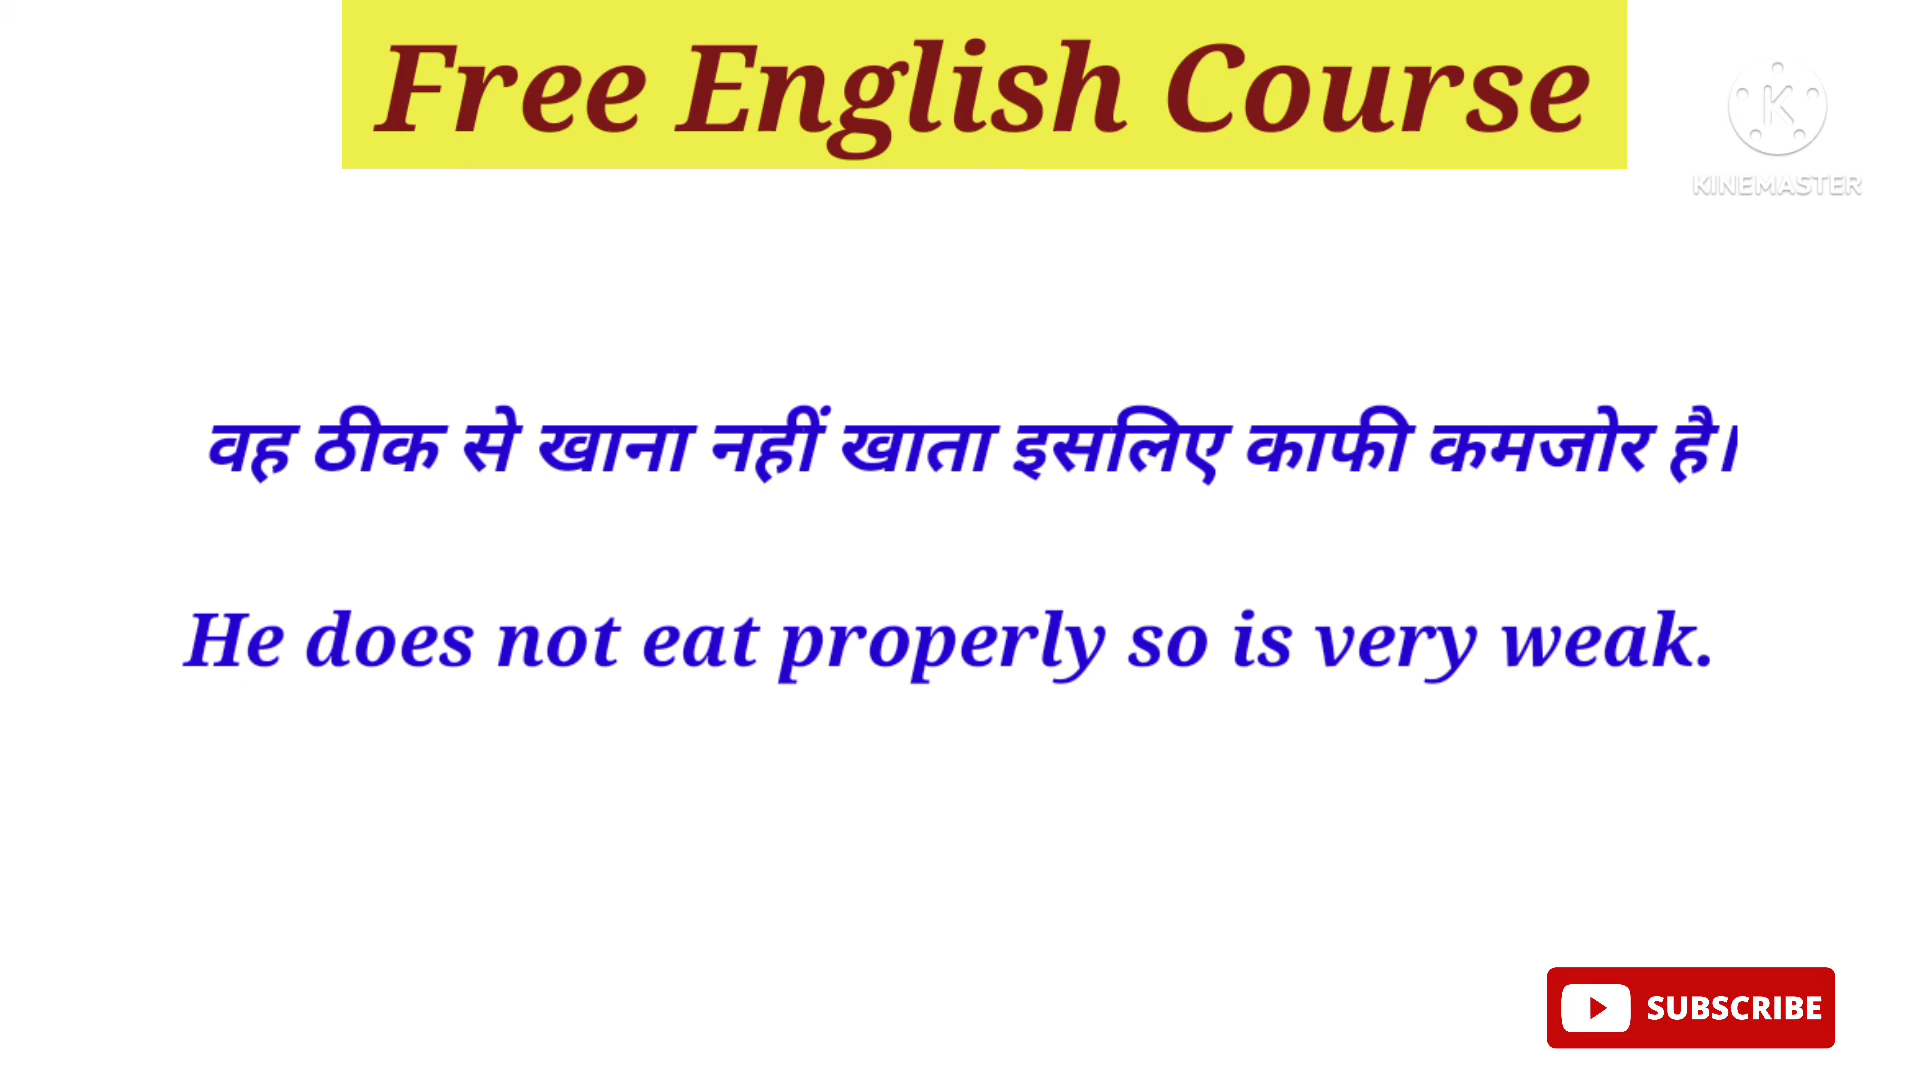 Free English Course
KINEMASTER
वह ठीक से खाना नहीं खाता इसलिए काफी कमजोर है।
He does not eat properly so is very weak.
SUBSCRIBE